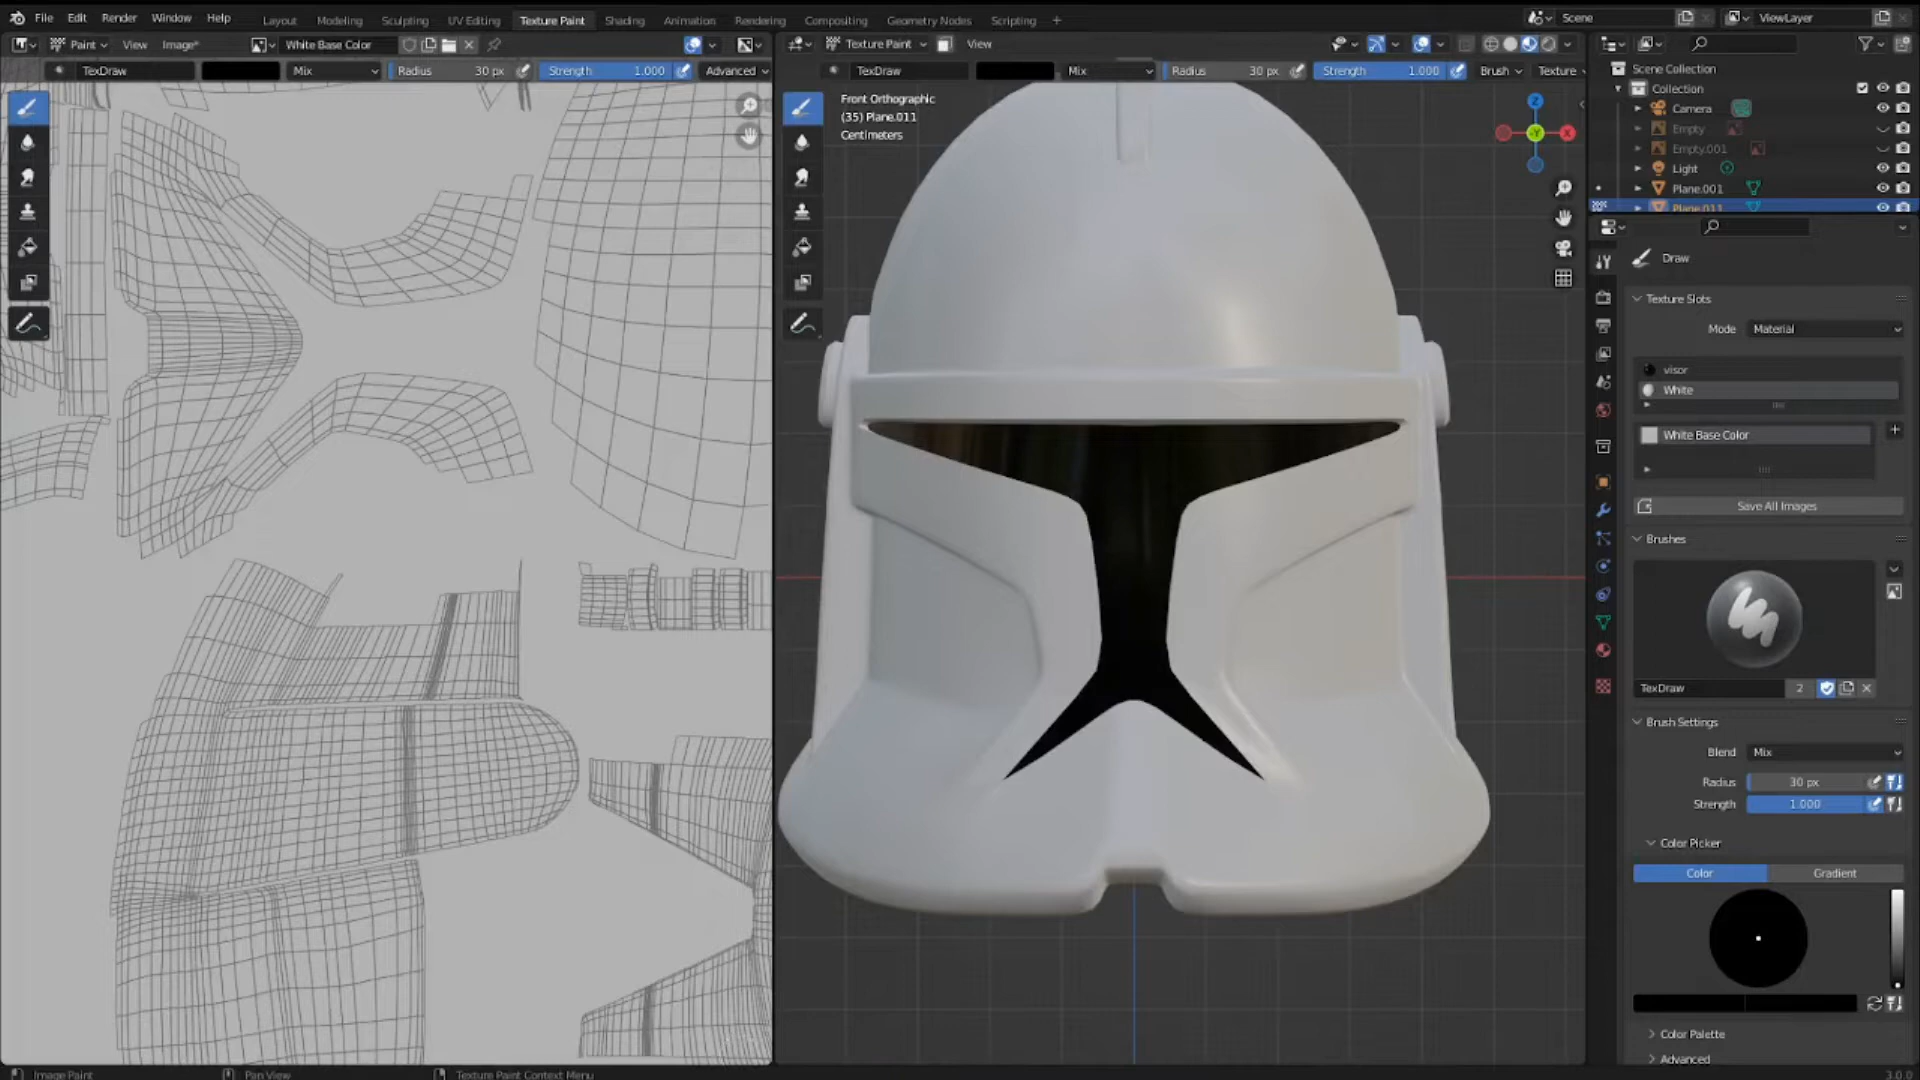 File Edit Render Window Help Layout Modeling Sculpting UV Editing Texture Paint Shading Animation Rendering Compositing Geometry Nodes Scripting + Scene ViewLayer
Paint View Image* White Base Color Texture Paint View
TexDraw Mix Radius 30 px Strength 1.000 Advanced TexDraw Mix Radius 30 px Strength 1.000 Brush Texture
Front Orthographic
(35) Plane.011
Centimeters
Z
-Y
X
Scene Collection
Collection
Camera
Empty
Empty.001
Light
Plane.001
Plane.011
Draw
Texture Slots
Mode Material
visor
White
White Base Color
Save All Images
Brushes
TexDraw 2
Brush Settings
Blend Mix
Radius 30 px
Strength 1.000
Color Picker
Color Gradient
Color Palette
Advanced
Image Paint Pan View Texture Paint Context Menu 3.0.0